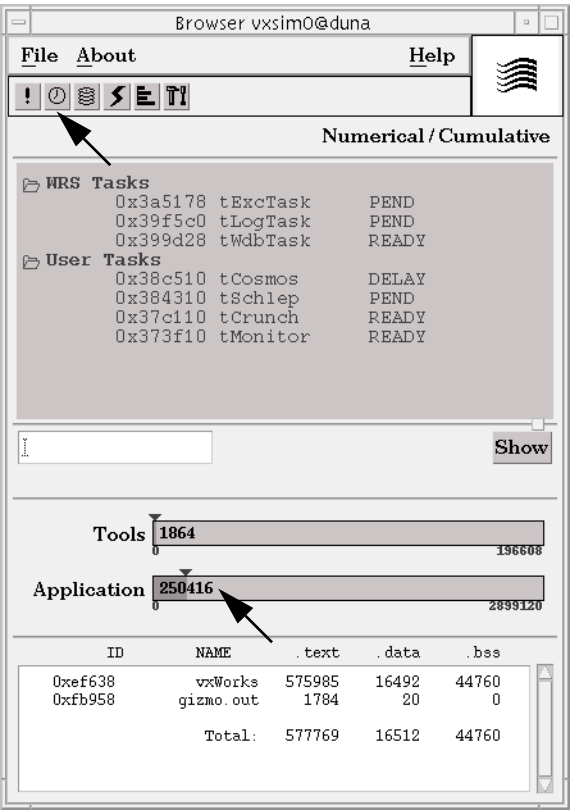 Browser vxsim0@duna
File About Help
Numerical / Cumulative
WRS Tasks
0x3a5178 tExcTask PEND
0x39f5c0 tLogTask PEND
0x399d28 tWdbTask READY
User Tasks
0x38c510 tCosmos DELAY
0x384310 tSchlep PEND
0x37c110 tCrunch READY
0x373f10 tMonitor READY
Show
Tools 1864
0 196608
Application 250416
0 2899120
ID NAME .text .data .bss
0xef638 vxWorks 575985 16492 44760
0xfb958 gizmo.out 1784 20 0
Total: 577769 16512 44760